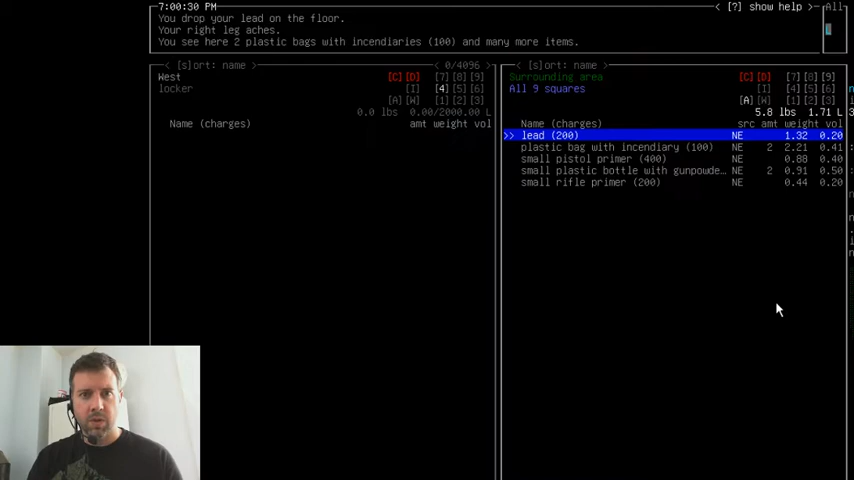 7:00:30 PM < [?] show help > All
You drop your lead on the floor.
Your right leg aches.
You see here 2 plastic bags with incendiaries (100) and many more items.
< [s]ort: name > < 0/4096 >
West [C][D] [7][8][9]
locker [I] [4][5][6]
[A][W] [1][2][3]
0.0 lbs 0.00/2000.00 L
Name (charges) amt weight vol
< [s]ort: name >
Surrounding area [C][D] [7][8][9]
All 9 squares [I] [4][5][6]
[A][W] [1][2][3]
5.8 lbs 1.71 L
Name (charges) src amt weight vol
>> lead (200) NE 1.32 0.20
plastic bag with incendiary (100) NE 2 2.21 0.41
small pistol primer (400) NE 0.88 0.40
small plastic bottle with gunpowde… NE 2 0.91 0.50
small rifle primer (200) NE 0.44 0.20